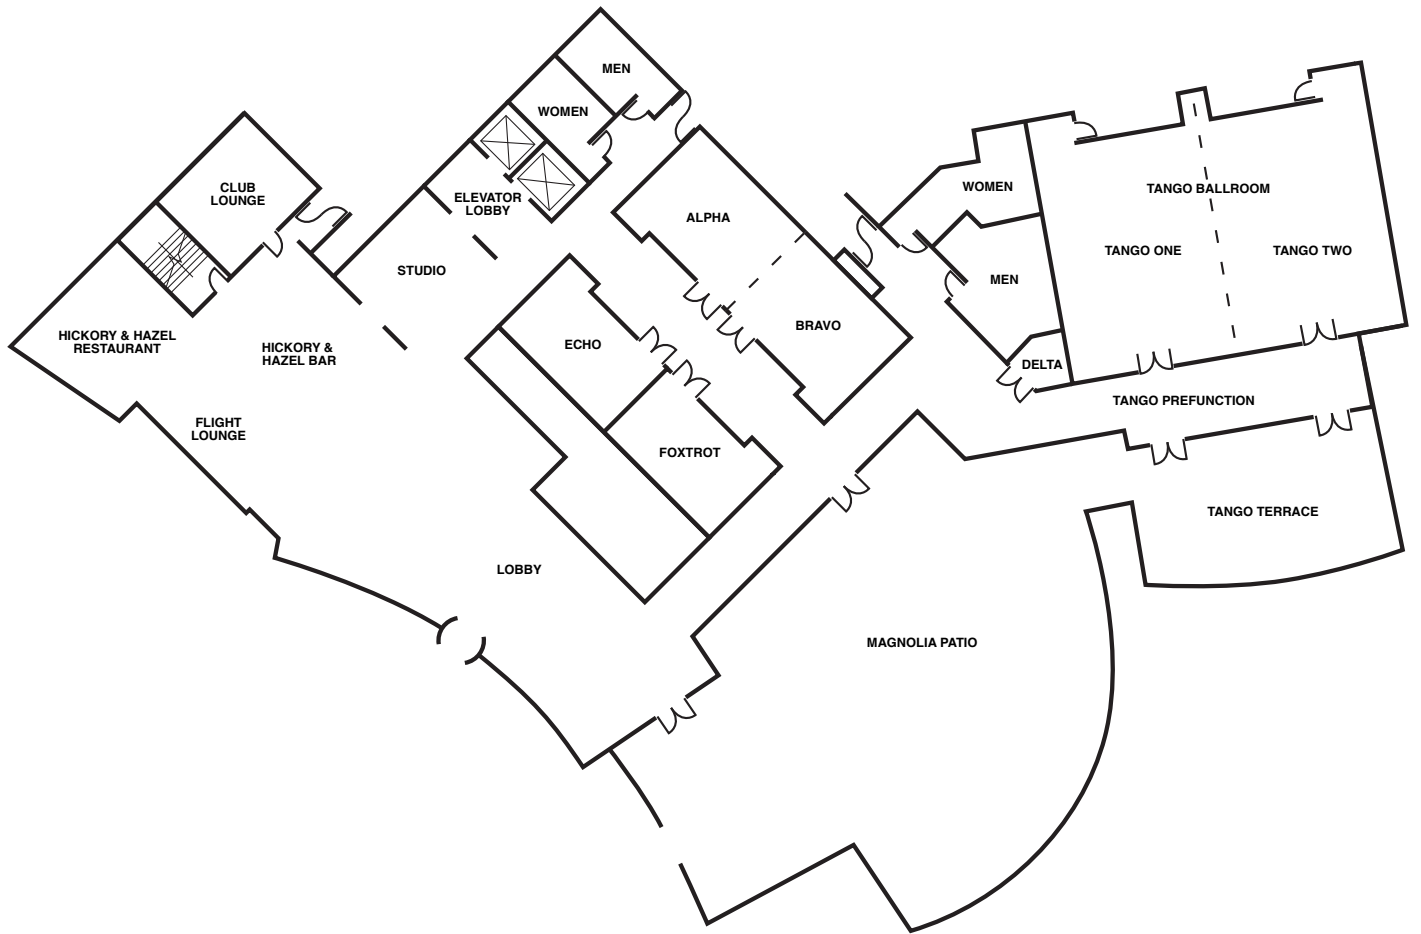 MEN
WOMEN
CLUB
LOUNGE
ELEVATOR
LOBBY
ALPHA
WOMEN
TANGO BALLROOM
STUDIO
TANGO ONE
TANGO TWO
MEN
HICKORY & HAZEL
RESTAURANT
HICKORY &
HAZEL BAR
ECHO
BRAVO
DELTA
TANGO PREFUNCTION
FLIGHT
LOUNGE
FOXTROT
TANGO TERRACE
LOBBY
MAGNOLIA PATIO